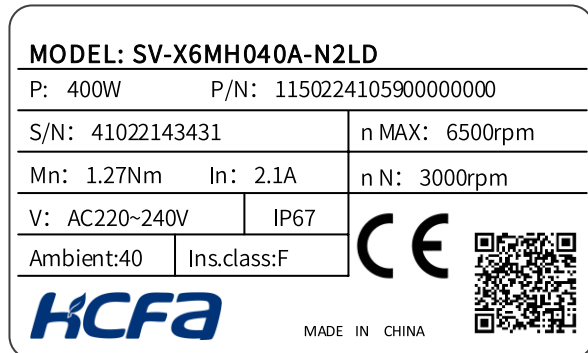 MODEL: SV-X6MH040A-N2LD
P: 400W P/N: 1150224105900000000
S/N: 41022143431 n MAX: 6500rpm
Mn: 1.27Nm In: 2.1A n N: 3000rpm
V: AC220~240V IP67
Ambient:40 Ins.class:F
CE
HCFA
MADE IN CHINA